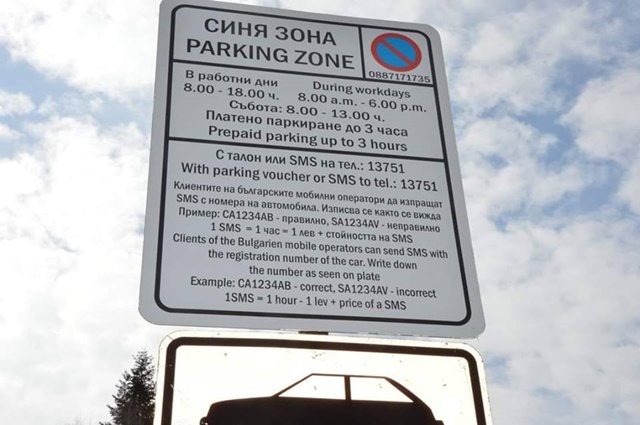 СИНЯ ЗОНА
PARKING ZONE
0887171735
В работни дни During workdays
8.00 - 18.00 ч. 8.00 a.m. - 6.00 p.m.
Събота: 8.00 - 13.00 ч.
Платено паркиране до 3 часа
Prepaid parking up to 3 hours
С талон или SMS на тел.: 13751
With parking voucher or SMS to tel.: 13751
Клиентите на българските мобилни оператори да изпращат
SMS с номера на автомобила. Изписва се както се вижда
Пример: CA1234AB - правилно, SA1234AV - неправилно
1 SMS = 1 час = 1 лев + стойността на SMS
Clients of the Bulgarien mobile operators can send SMS with
the registration number of the car. Write down
the number as seen on plate
Example: CA1234AB - correct, SA1234AV - incorrect
1SMS = 1 hour - 1 lev + price of a SMS